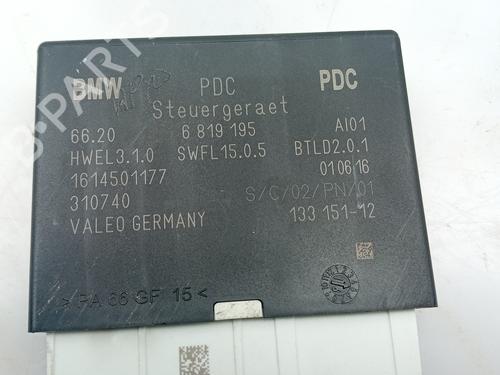 BMW PDC PDC
Steuergeraet
66.20 6 819 195 AI01
HWEL3.1.0 SWFL15.0.5 BTLD2.0.1
1614501177 010616
310740 S/C/02/PN/01
VALEO GERMANY 133 151-12
>PA 66 GF 15<
B-PARTS